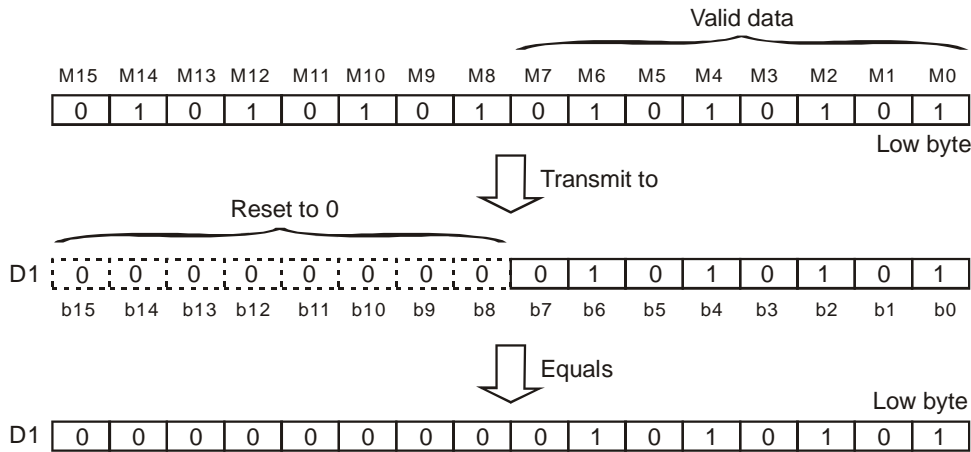 Valid data
M15 M14 M13 M12 M11 M10 M9 M8 M7 M6 M5 M4 M3 M2 M1 M0
0 1 0 1 0 1 0 1 0 1 0 1 0 1 0 1
Low byte
Transmit to
Reset to 0
D1 0 0 0 0 0 0 0 0 0 1 0 1 0 1 0 1
b15 b14 b13 b12 b11 b10 b9 b8 b7 b6 b5 b4 b3 b2 b1 b0
Equals
Low byte
D1 0 0 0 0 0 0 0 0 0 1 0 1 0 1 0 1